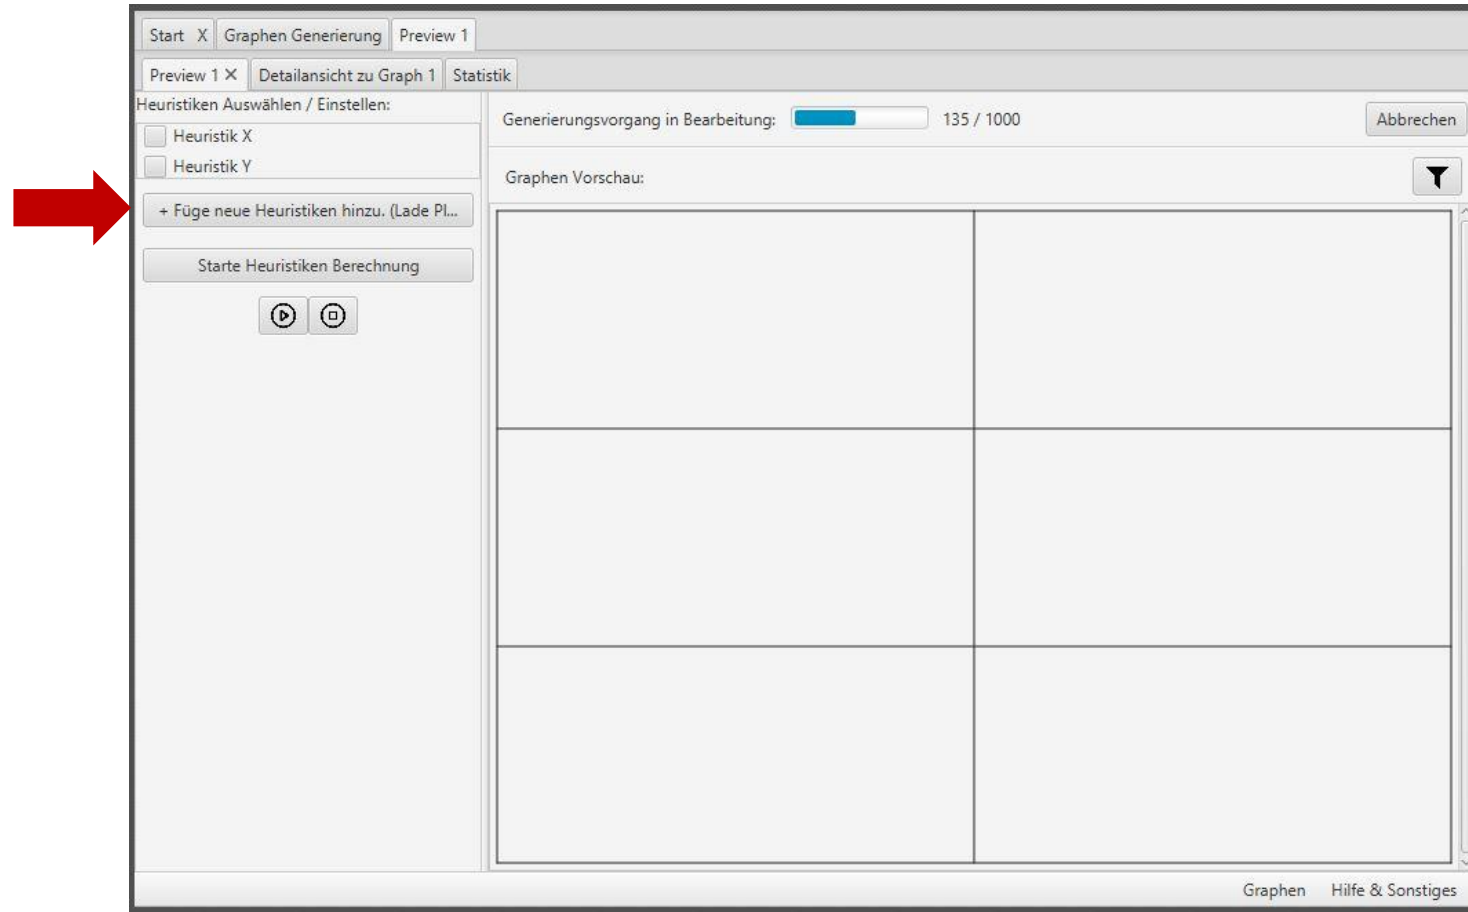 Start X Graphen Generierung Preview 1
Preview 1 X Detailansicht zu Graph 1 Statistik
Heuristiken Auswählen / Einstellen:
Heuristik X
Heuristik Y
+ Füge neue Heuristiken hinzu. (Lade Pl...
Starte Heuristiken Berechnung
Generierungsvorgang in Bearbeitung: 135 / 1000 Abbrechen
Graphen Vorschau:
Graphen Hilfe & Sonstiges